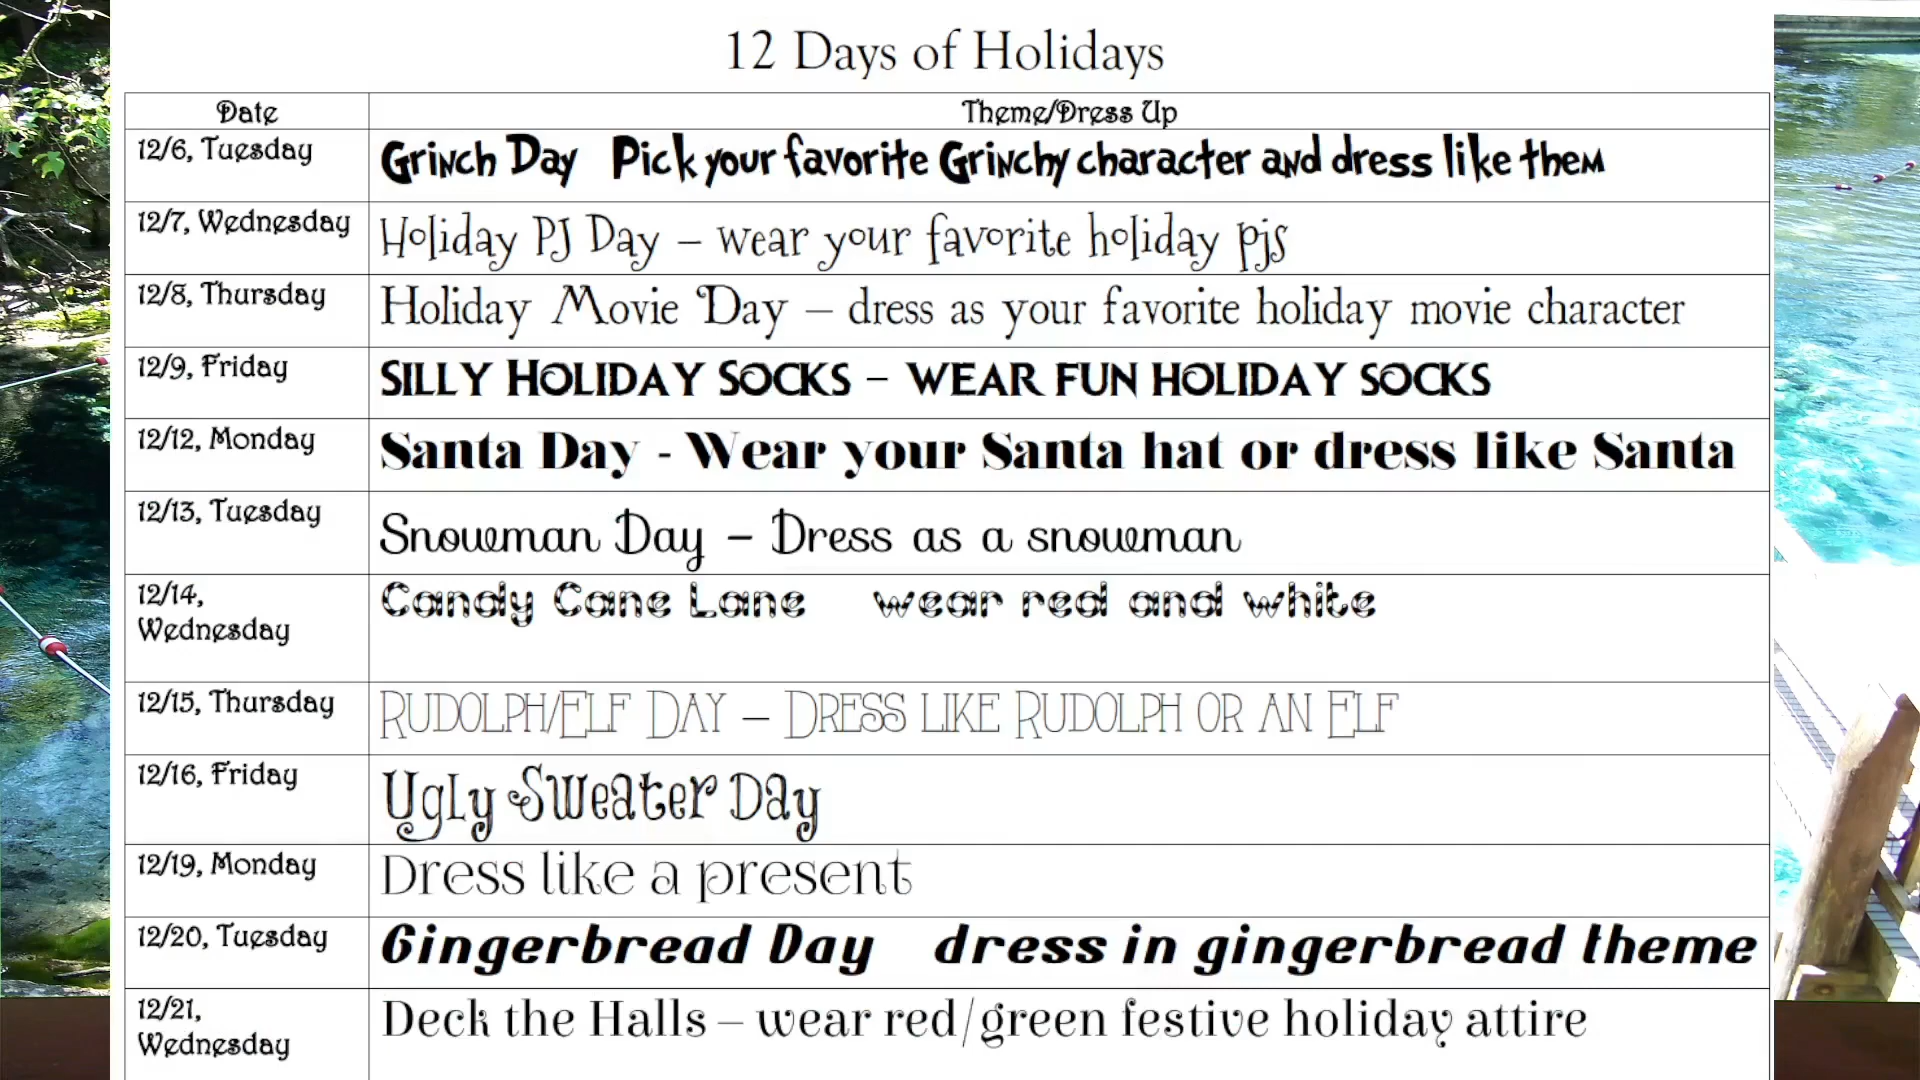 12 Days of Holidays
Date Theme/Dress Up
12/6, Tuesday Grinch Day Pick your favorite Grinchy character and dress like them
12/7, Wednesday Holiday PJ Day – wear your favorite holiday pjs
12/8, Thursday Holiday Movie Day – dress as your favorite holiday movie character
12/9, Friday SILLY HOLIDAY SOCKS – WEAR FUN HOLIDAY SOCKS
12/12, Monday Santa Day - Wear your Santa hat or dress like Santa
12/13, Tuesday Snowman Day – Dress as a snowman
12/14, Candy Cane Lane wear red and white
Wednesday
12/15, Thursday RUDOLPH/ELF DAY – DRESS LIKE RUDOLPH OR AN ELF
12/16, Friday Ugly Sweater Day
12/19, Monday Dress like a present
12/20, Tuesday Gingerbread Day dress in gingerbread theme
12/21, Deck the Halls – wear red/green festive holiday attire
Wednesday